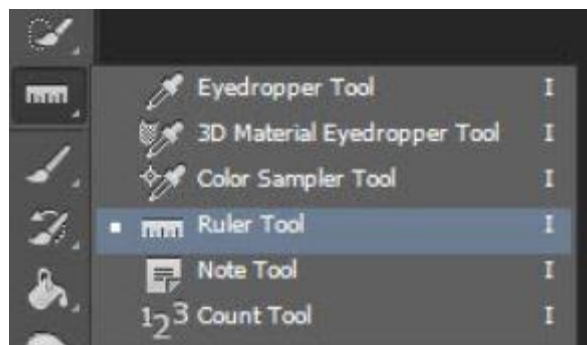 Eyedropper Tool I
3D Material Eyedropper Tool I
Color Sampler Tool I
Ruler Tool I
Note Tool I
123 Count Tool I